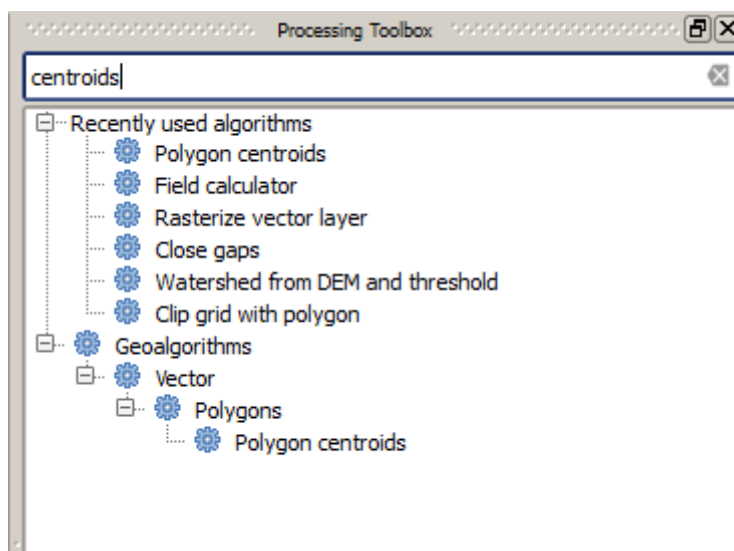 Processing Toolbox
centroids
Recently used algorithms
Polygon centroids
Field calculator
Rasterize vector layer
Close gaps
Watershed from DEM and threshold
Clip grid with polygon
Geoalgorithms
Vector
Polygons
Polygon centroids